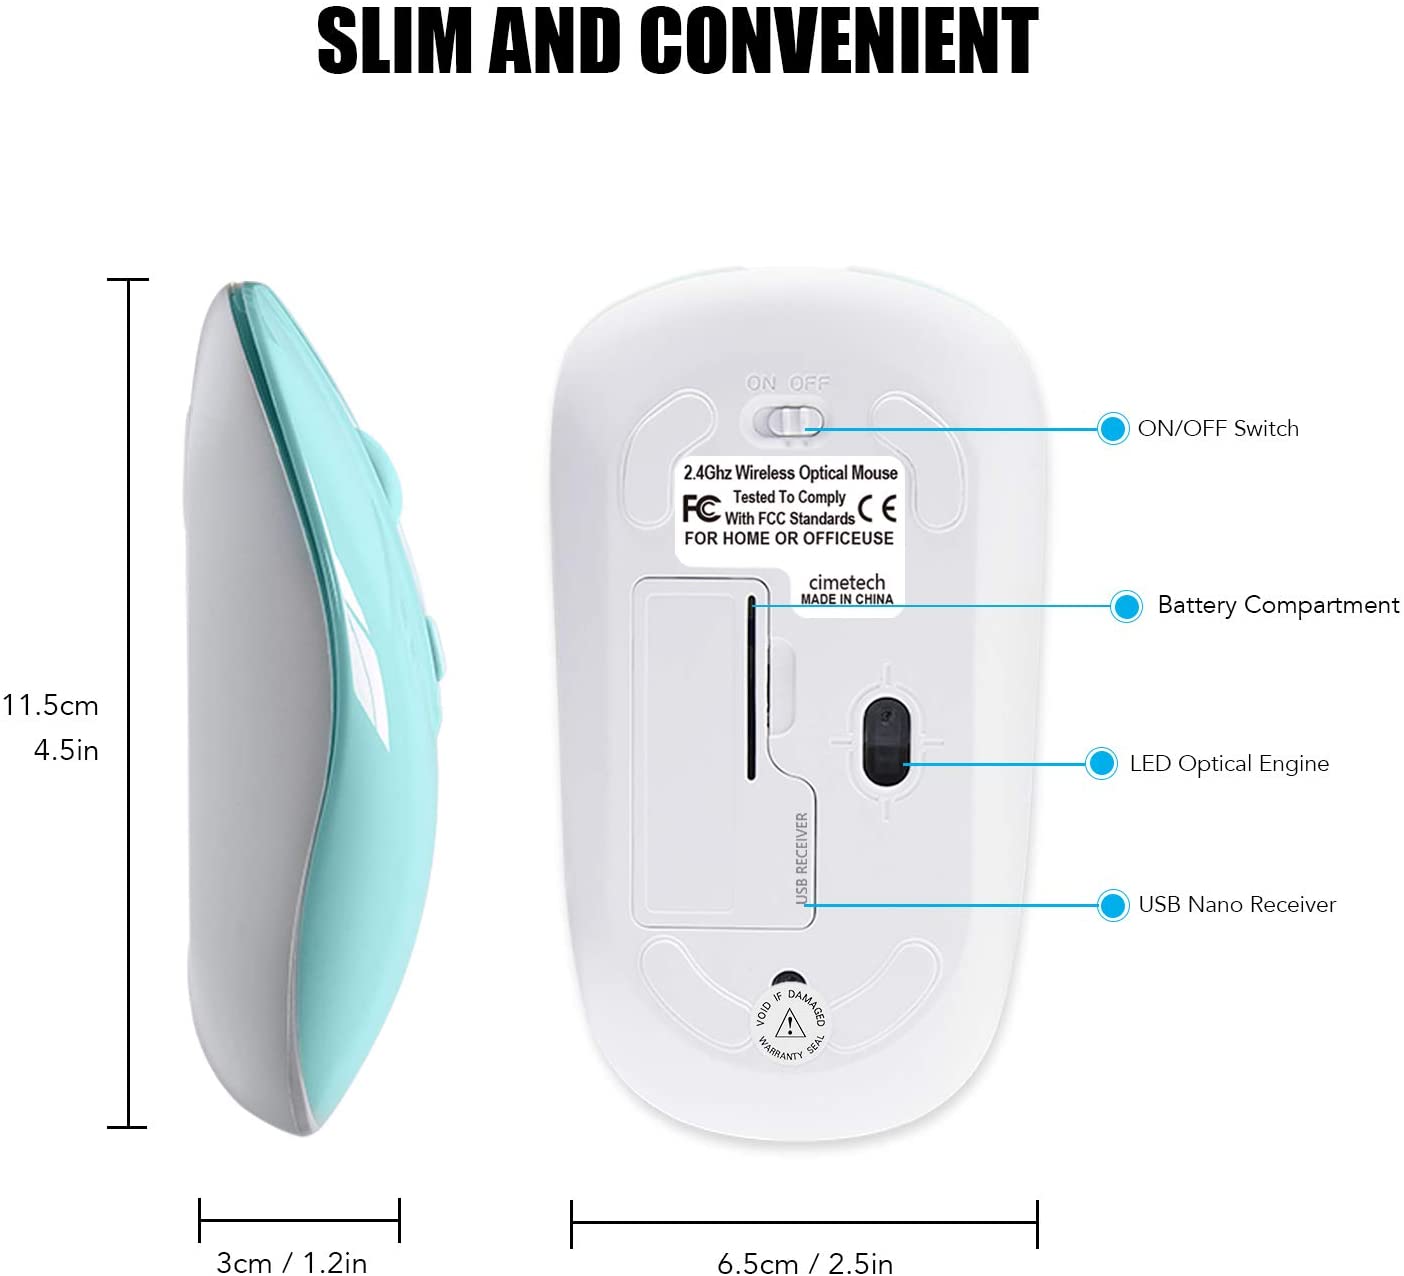 SLIM AND CONVENIENT
ON OFF
ON/OFF Switch
2.4Ghz Wireless Optical Mouse
FC Tested To Comply
With FCC Standards CE
FOR HOME OR OFFICEUSE
cimetech
MADE IN CHINA
Battery Compartment
11.5cm
4.5in
LED Optical Engine
USB RECEIVER
USB Nano Receiver
VOID IF DAMAGED
WARRANTY SEAL
3cm / 1.2in
6.5cm / 2.5in